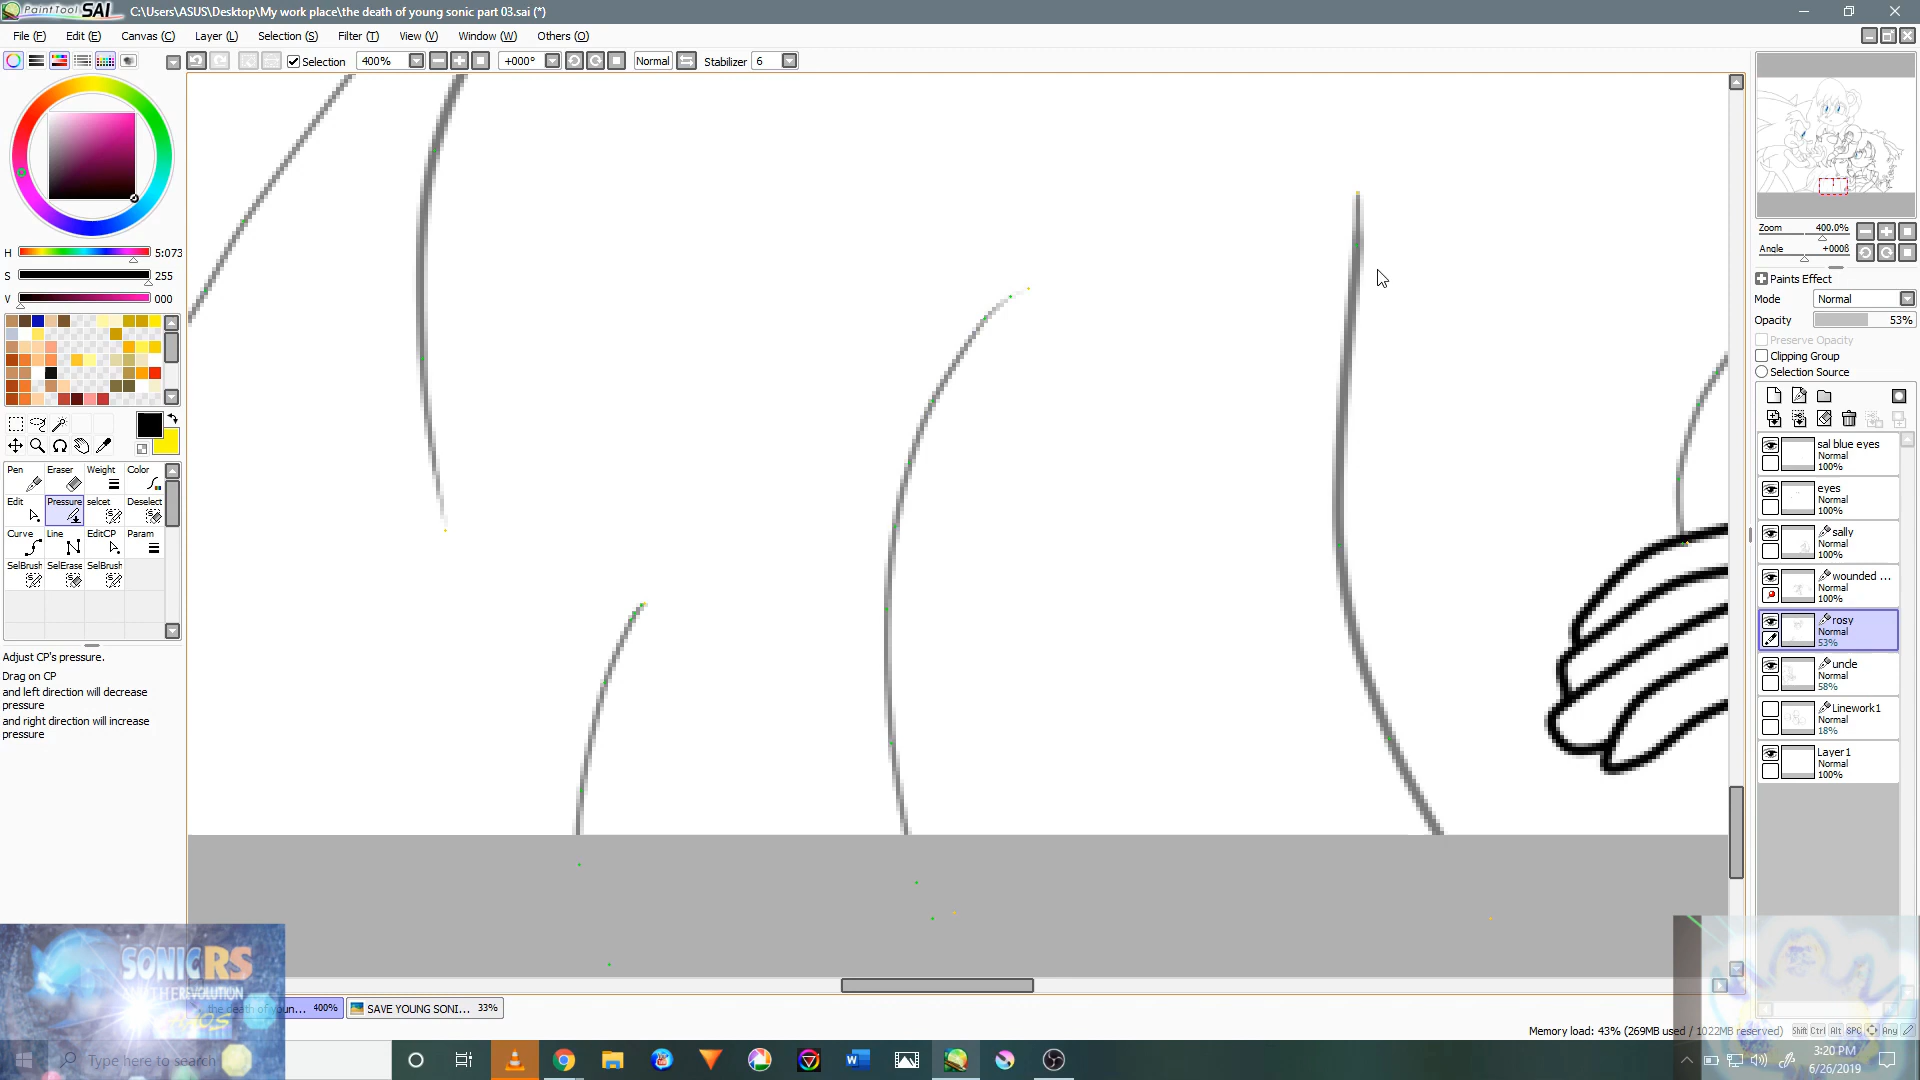 PaintTool SAI C:\Users\ASUS\Desktop\My work place\the death of young sonic part 03.sai (*)
File (F) Edit (E) Canvas (C) Layer (L) Selection (S) Filter (T) View (V) Window (W) Others (O)
Selection 400% +000° Normal Stabilizer 6
H 5:073
S 255
V 000
Pen Eraser Weight Color
Edit Pressure selcet Deselect
Curve Line EditCP Param
SelBrush SelErase SelBrush
Adjust CP's pressure.
Drag on CP
and left direction will decrease
pressure
and right direction will increase
pressure
Zoom 400.0%
Angle +000ß
Paints Effect
Mode Normal
Opacity 53%
Preserve Opacity
Clipping Group
Selection Source
sal blue eyes
Normal
100%
eyes
Normal
100%
sally
Normal
100%
wounded ...
Normal
100%
rosy
Normal
53%
uncle
Normal
58%
Linework1
Normal
18%
Layer1
Normal
100%
SONIC RS
the death of youn... 400% SAVE YOUNG SONI... 33%
Memory load: 43% (269MB used / 1022MB reserved) Shift Ctrl Alt SPC Any
Type here to search
3:20 PM
6/26/2019